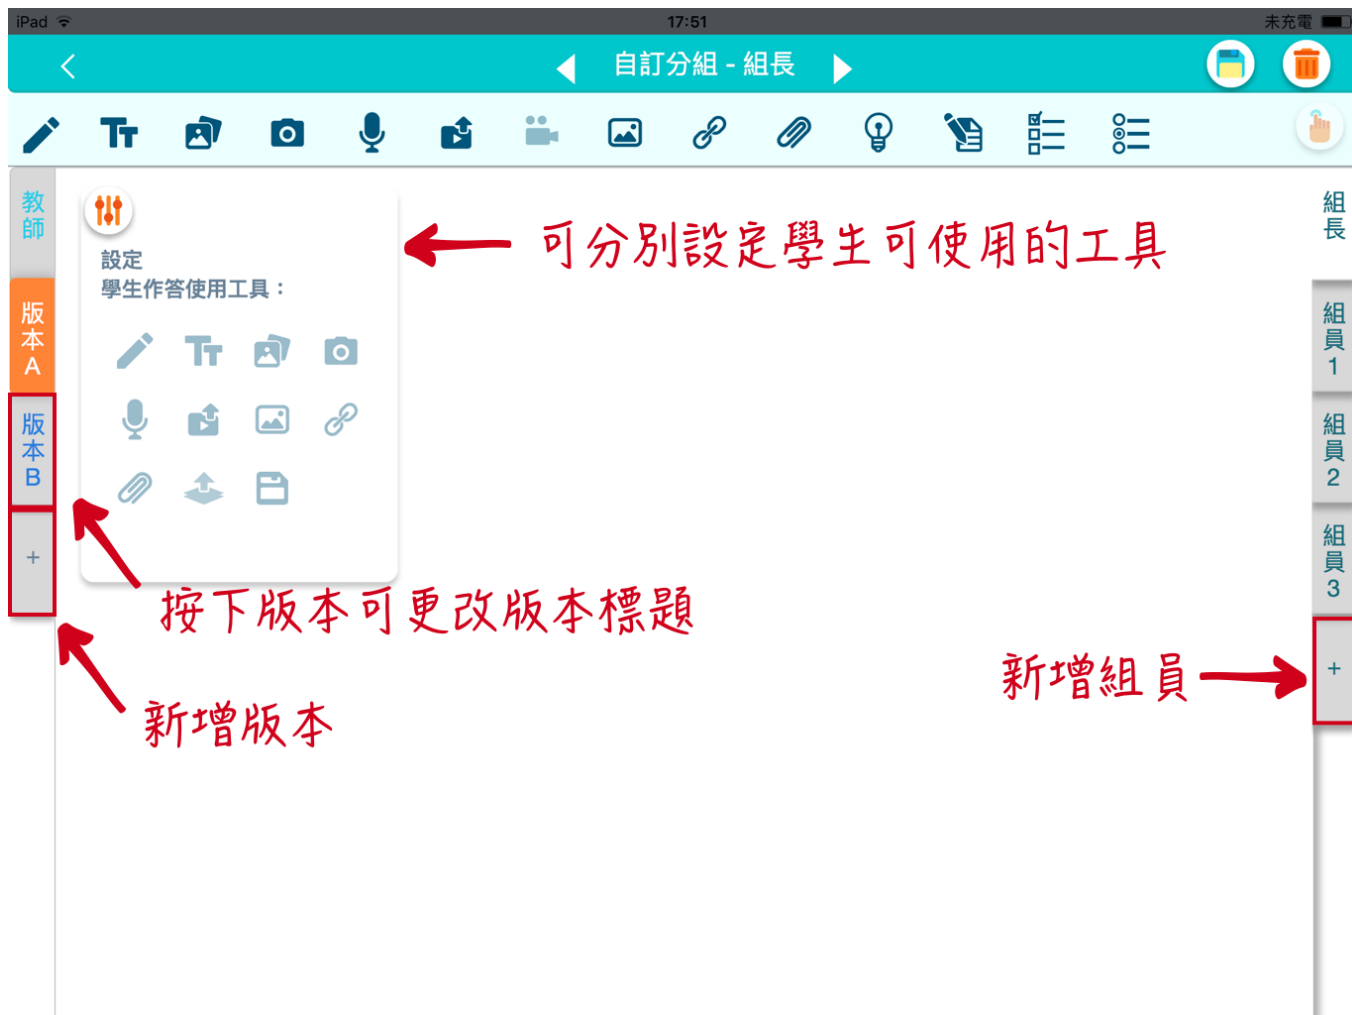 iPad 17:51 未充電
自訂分組 - 組長
教師
版本A
版本B
+
設定
學生作答使用工具：
可分別設定學生可使用的工具
按下版本可更改版本標題
新增版本
新增組員
組長
組員1
組員2
組員3
+